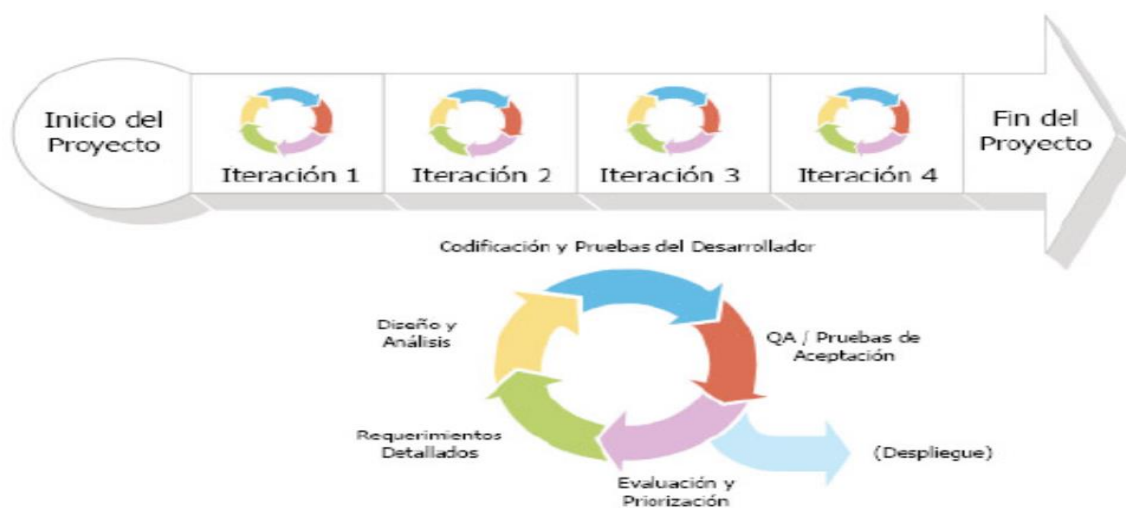 Inicio del
Proyecto
Iteración 1
Iteración 2
Iteración 3
Iteración 4
Fin del
Proyecto
Codificación y Pruebas del Desarrollador
Diseño y
Análisis
QA / Pruebas de
Aceptación
Requerimientos
Detallados
(Despliegue)
Evaluación y
Priorización